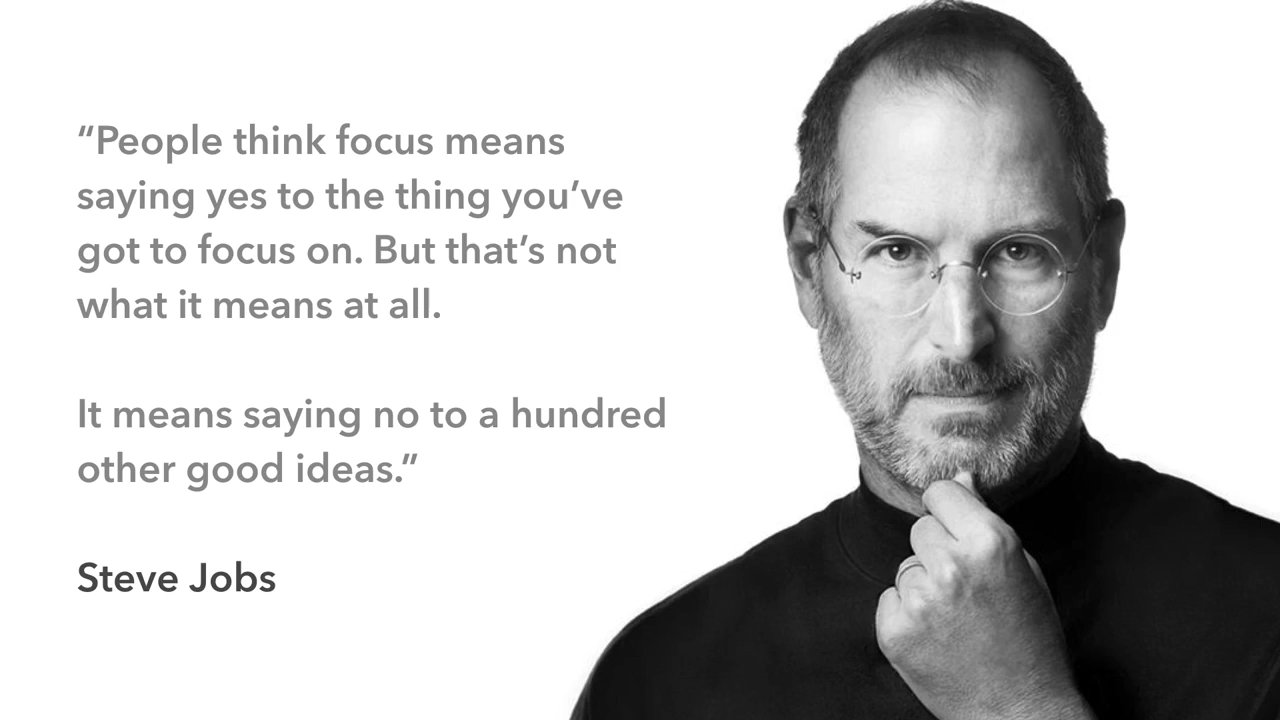 “People think focus means
saying yes to the thing you’ve
got to focus on. But that’s not
what it means at all.
It means saying no to a hundred
other good ideas.”
Steve Jobs